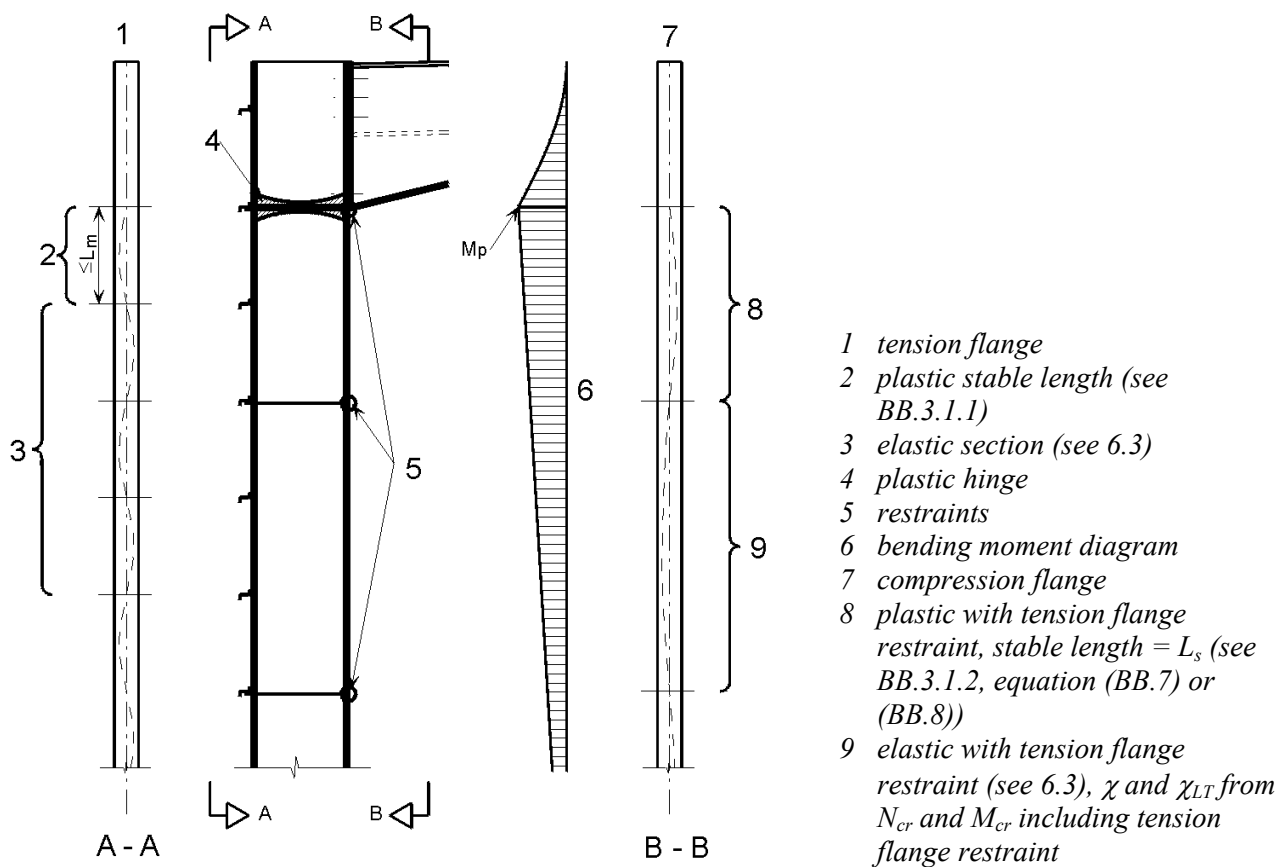 1
A
B
7
4
2
≤Lm
Mp
8
3
5
6
9
A
B
A - A
B - B
1 tension flange
2 plastic stable length (see
BB.3.1.1)
3 elastic section (see 6.3)
4 plastic hinge
5 restraints
6 bending moment diagram
7 compression flange
8 plastic with tension flange
restraint, stable length = Ls (see
BB.3.1.2, equation (BB.7) or
(BB.8))
9 elastic with tension flange
restraint (see 6.3), χ and χLT from
Ncr and Mcr including tension
flange restraint